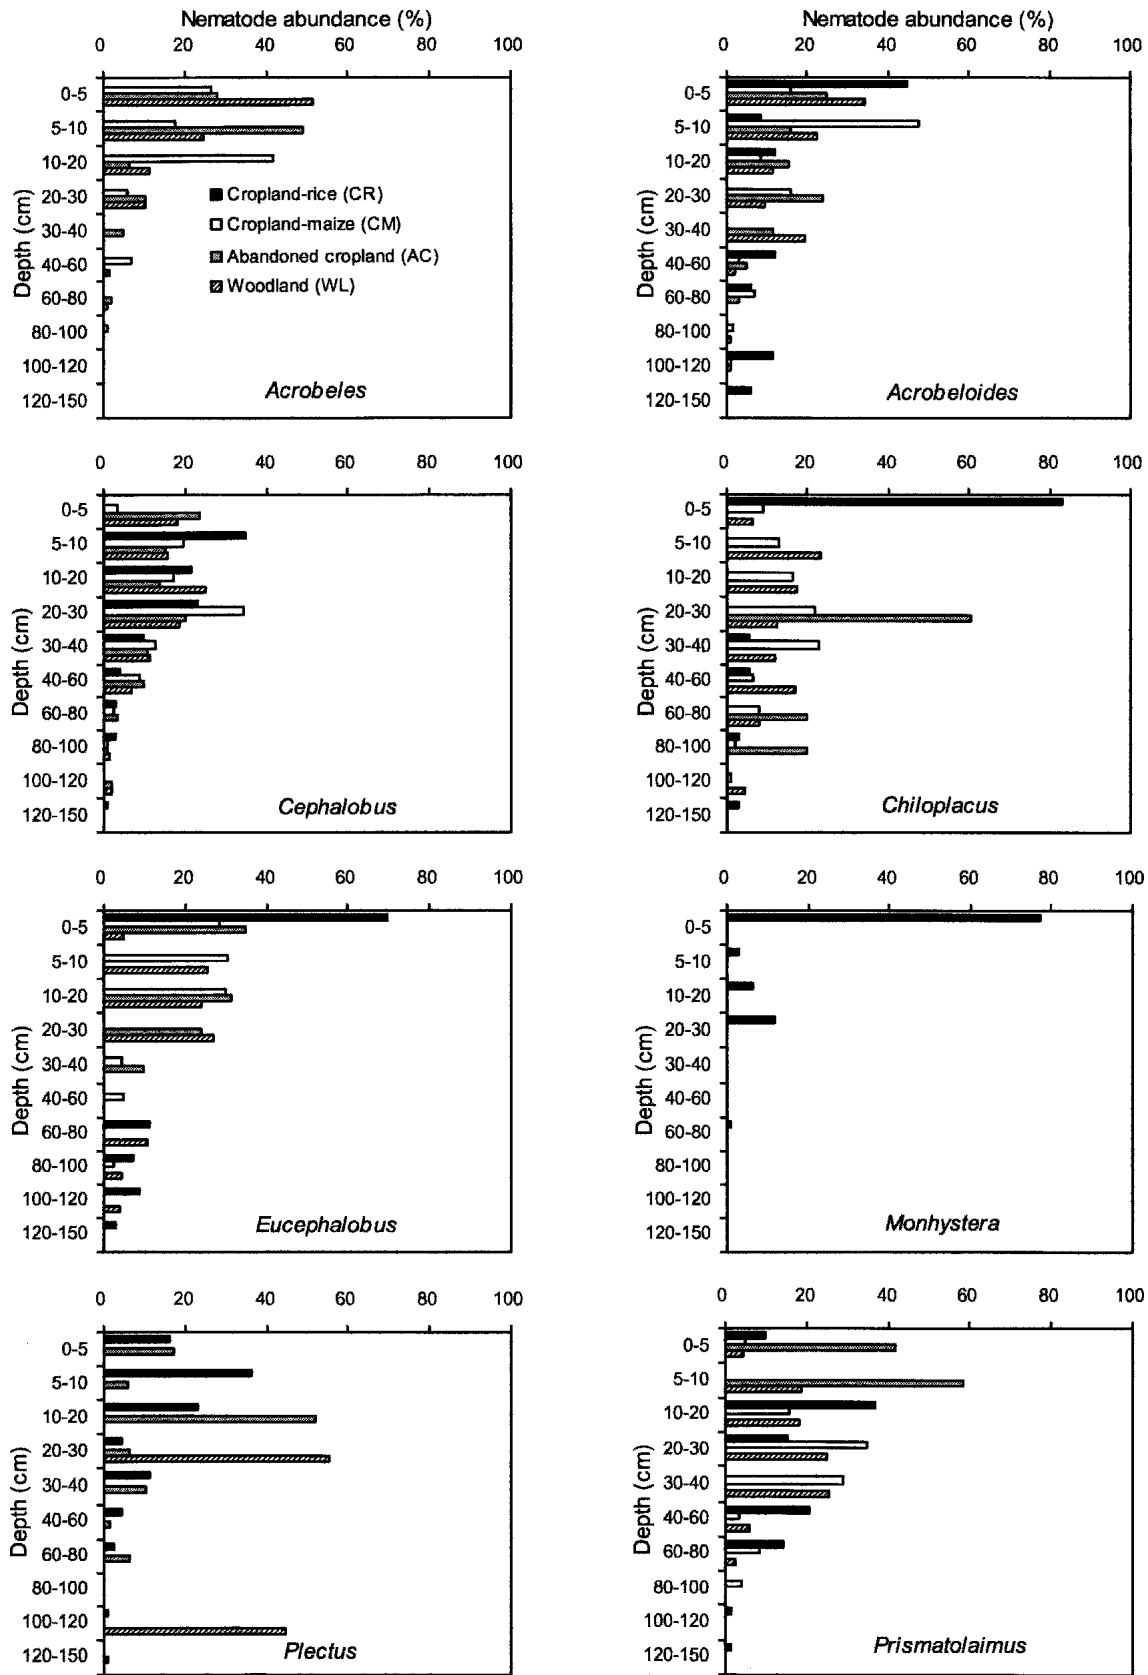 Nematode abundance (%)
0 20 40 60 80 100
Depth (cm)
0-5
5-10
10-20
20-30
30-40
40-60
60-80
80-100
100-120
120-150
Cropland-rice (CR)
Cropland-maize (CM)
Abandoned cropland (AC)
Woodland (WL)
Acrobeles
Nematode abundance (%)
0 20 40 60 80 100
Depth (cm)
0-5
5-10
10-20
20-30
30-40
40-60
60-80
80-100
100-120
120-150
Acrobeloides
0 20 40 60 80 100
Depth (cm)
0-5
5-10
10-20
20-30
30-40
40-60
60-80
80-100
100-120
120-150
Cephalobus
0 20 40 60 80 100
Depth (cm)
0-5
5-10
10-20
20-30
30-40
40-60
60-80
80-100
100-120
120-150
Chiloplacus
0 20 40 60 80 100
Depth (cm)
0-5
5-10
10-20
20-30
30-40
40-60
60-80
80-100
100-120
120-150
Eucephalobus
0 20 40 60 80 100
Depth (cm)
0-5
5-10
10-20
20-30
30-40
40-60
60-80
80-100
100-120
120-150
Monhystera
0 20 40 60 80 100
Depth (cm)
0-5
5-10
10-20
20-30
30-40
40-60
60-80
80-100
100-120
120-150
Plectus
0 20 40 60 80 100
Depth (cm)
0-5
5-10
10-20
20-30
30-40
40-60
60-80
80-100
100-120
120-150
Prismatolaimus